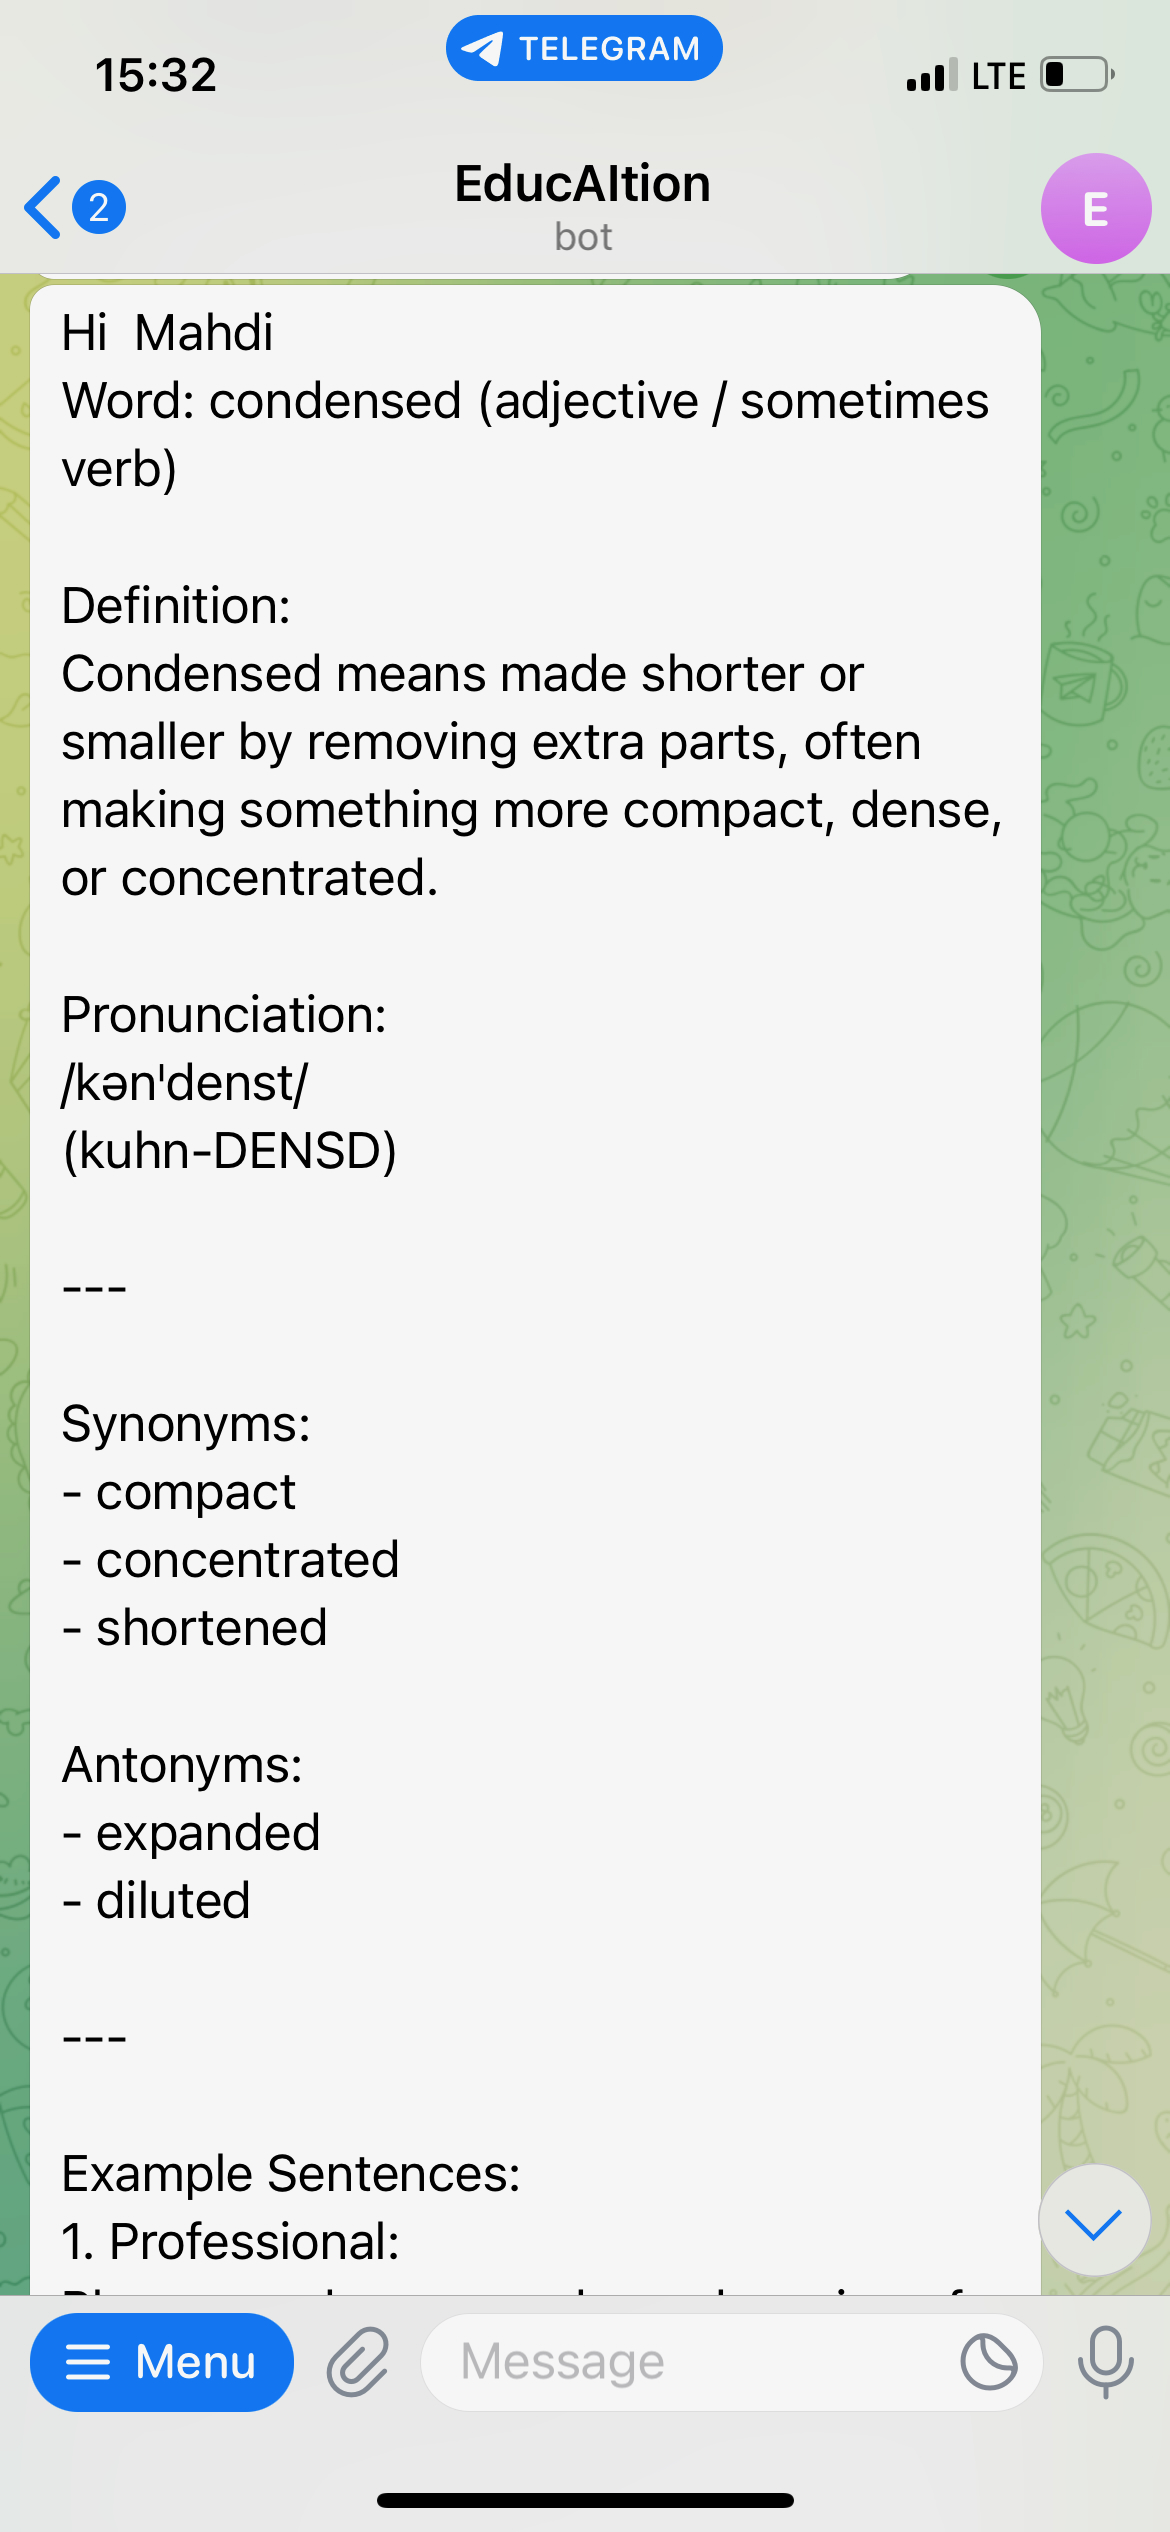 TELEGRAM
15:32
LTE
2
EducAItion
bot
E
Hi  Mahdi
Word: condensed (adjective / sometimes
verb)
Definition:
Condensed means made shorter or
smaller by removing extra parts, often
making something more compact, dense,
or concentrated.
Pronunciation:
/kən'denst/
(kuhn-DENSD)
---
Synonyms:
- compact
- concentrated
- shortened
Antonyms:
- expanded
- diluted
---
Example Sentences:
1. Professional:
Menu
Message